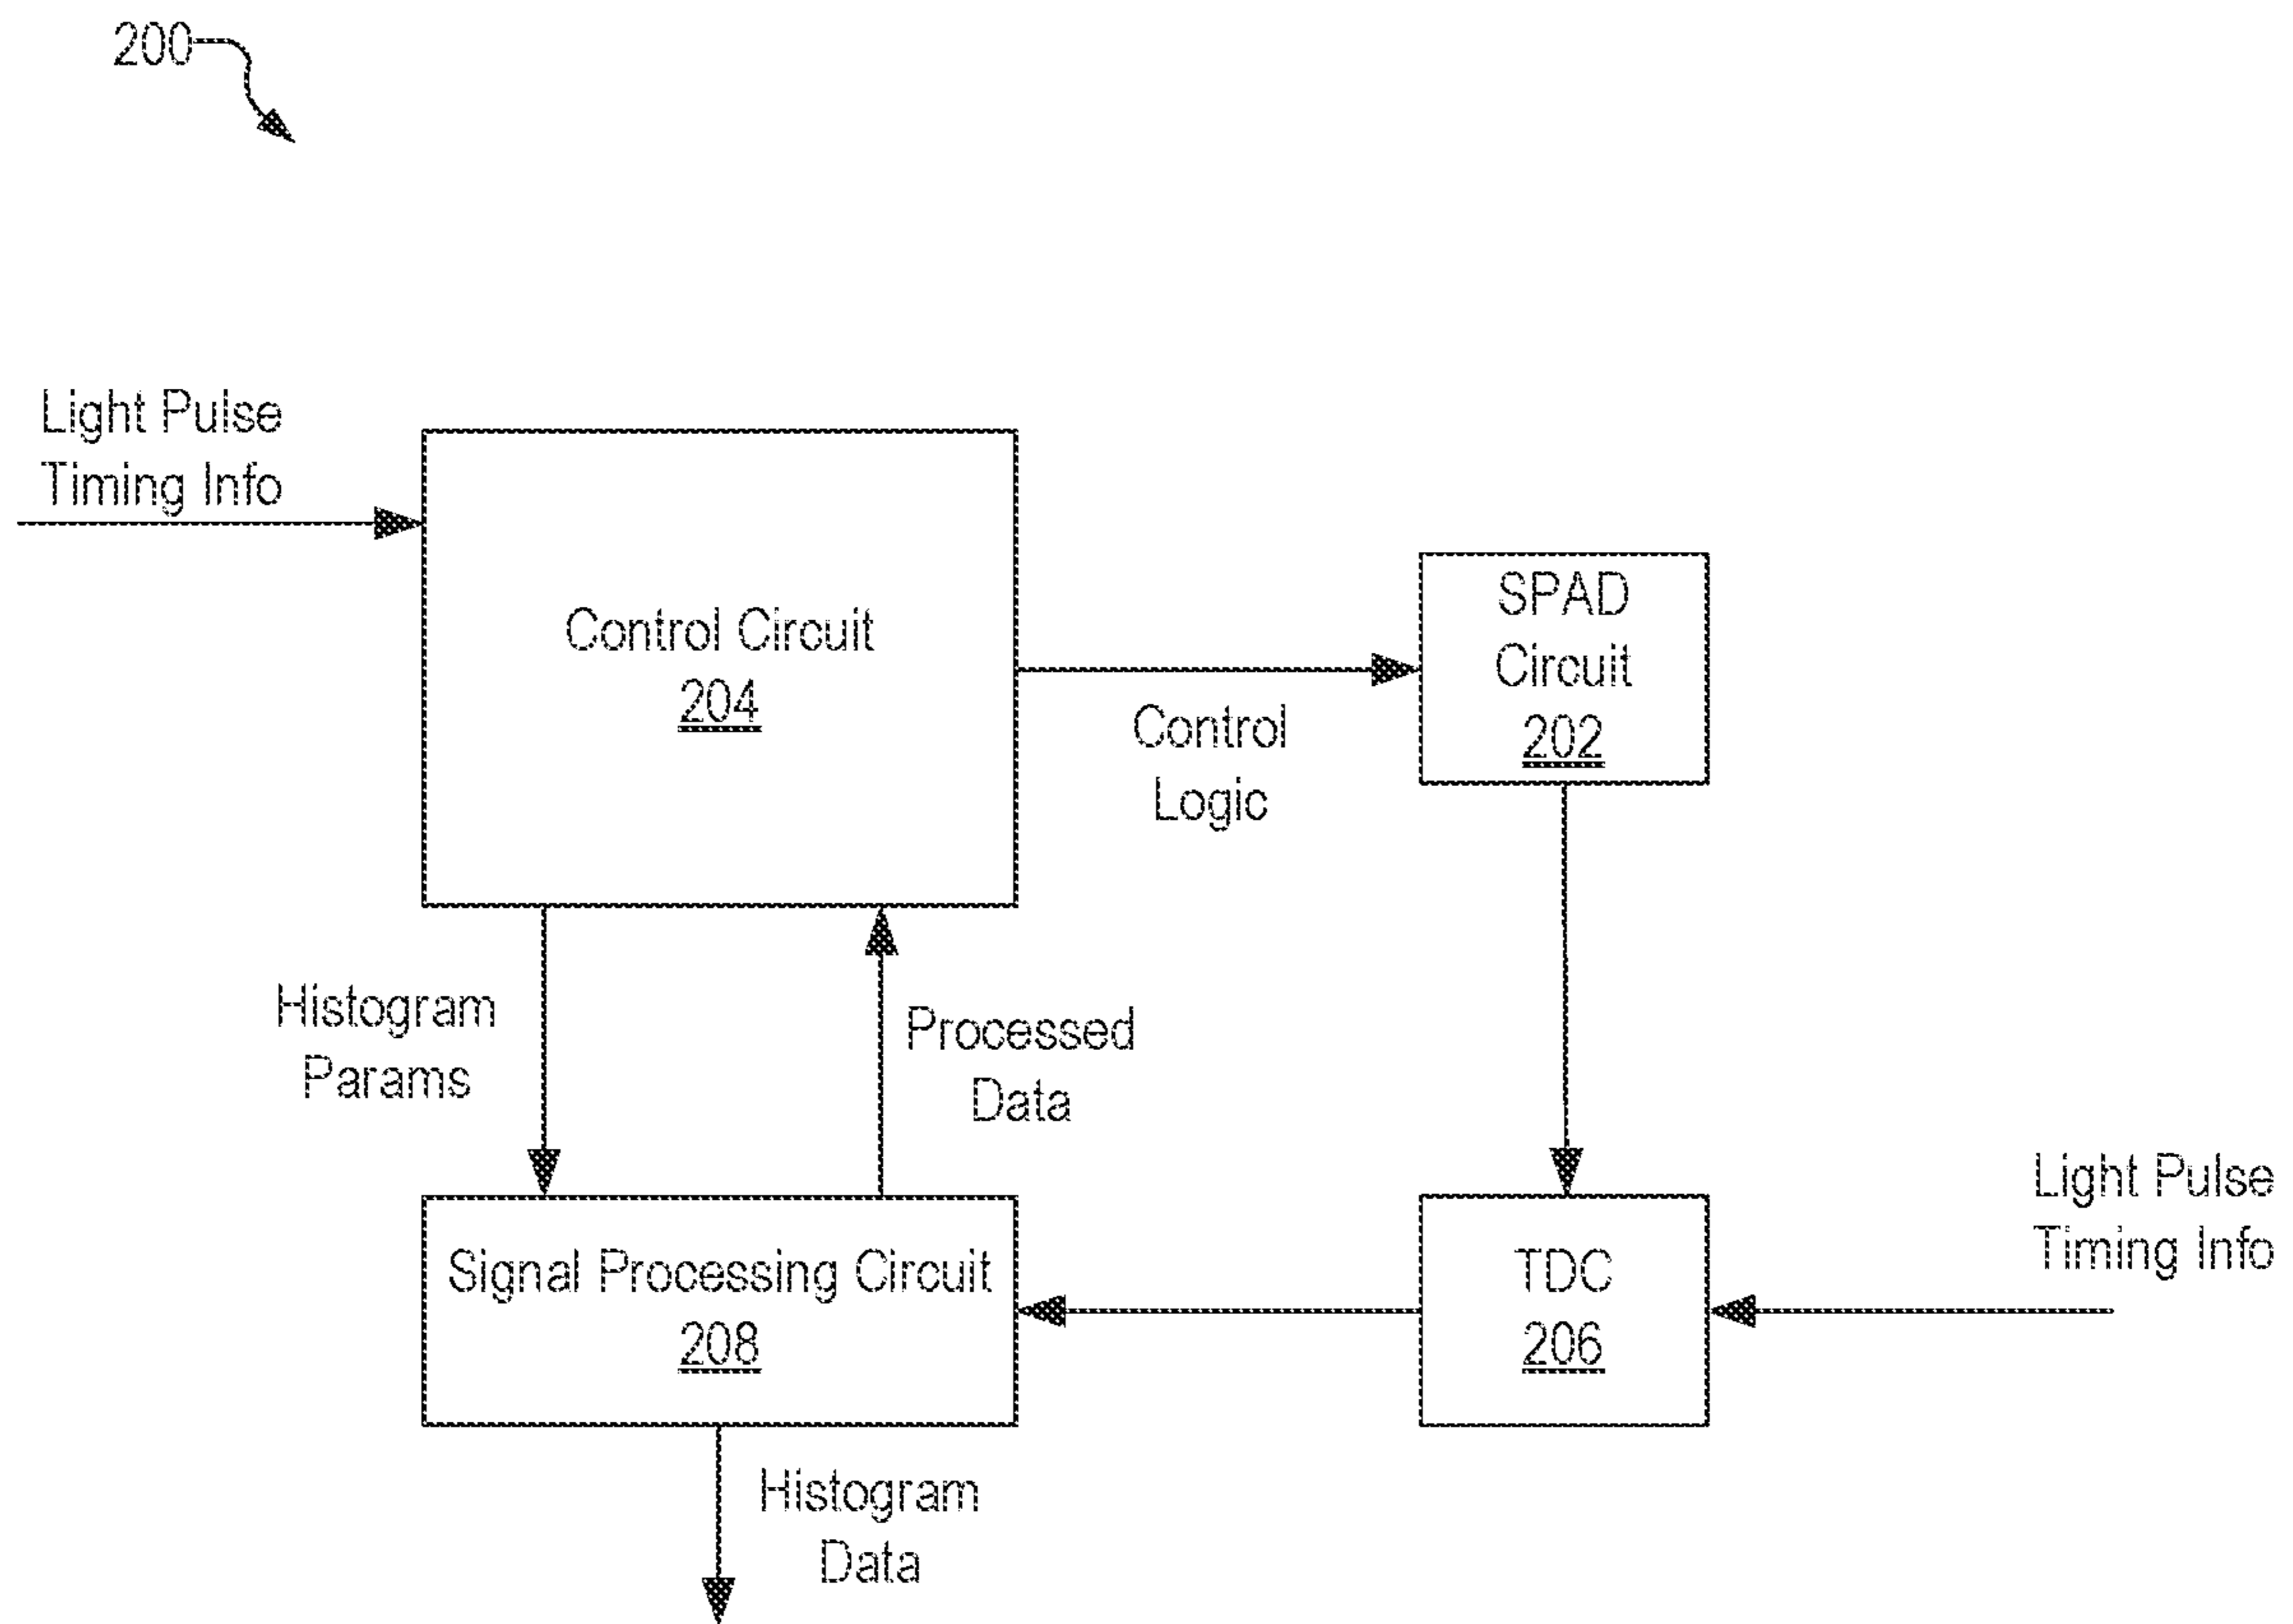 200
Light Pulse
Timing Info
Control Circuit
204
SPAD
Circuit
202
Control
Logic
Histogram
Params
Processed
Data
Light Pulse
Timing Info
Signal Processing Circuit
208
TDC
206
Histogram
Data